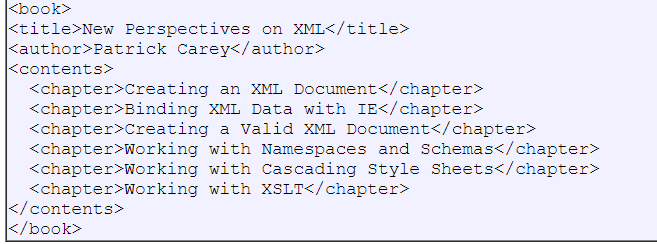 <book>
<title>New Perspectives on XML</title>
<author>Patrick Carey</author>
<contents>
  <chapter>Creating an XML Document</chapter>
  <chapter>Binding XML Data with IE</chapter>
  <chapter>Creating a Valid XML Document</chapter>
  <chapter>Working with Namespaces and Schemas</chapter>
  <chapter>Working with Cascading Style Sheets</chapter>
  <chapter>Working with XSLT</chapter>
</contents>
</book>